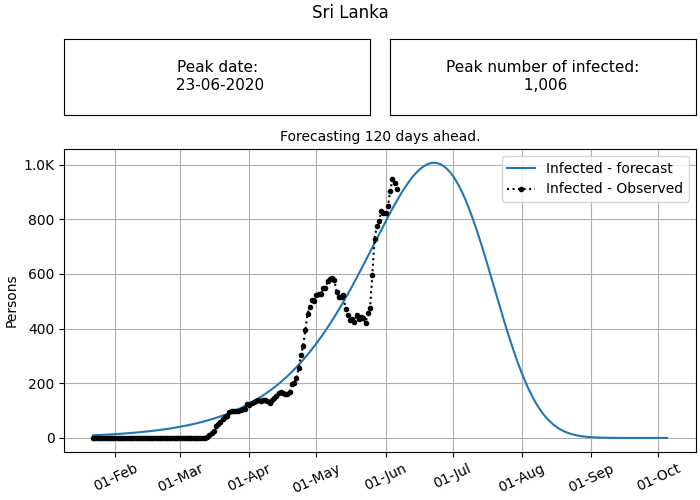 Sri Lanka
Peak date:
23-06-2020
Peak number of infected:
1,006
Forecasting 120 days ahead.
Infected - forecast
Infected - Observed
Persons
1.0K
800
600
400
200
0
01-Feb
01-Mar
01-Apr
01-May
01-Jun
01-Jul
01-Aug
01-Sep
01-Oct